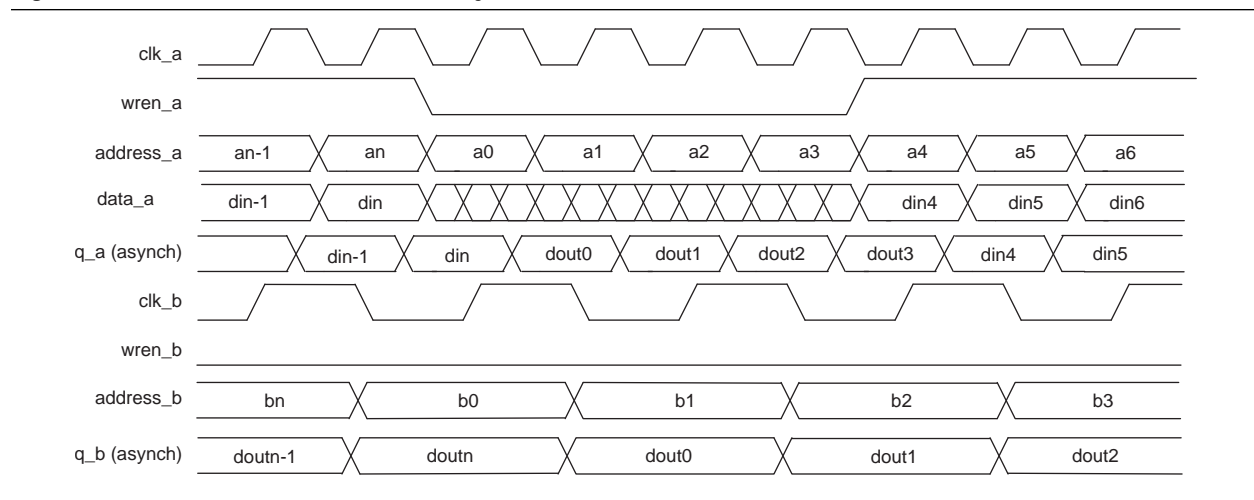 clk_a
wren_a
address_a an-1 an a0 a1 a2 a3 a4 a5 a6
data_a din-1 din din4 din5 din6
q_a (asynch) din-1 din dout0 dout1 dout2 dout3 din4 din5
clk_b
wren_b
address_b bn b0 b1 b2 b3
q_b (asynch) doutn-1 doutn dout0 dout1 dout2